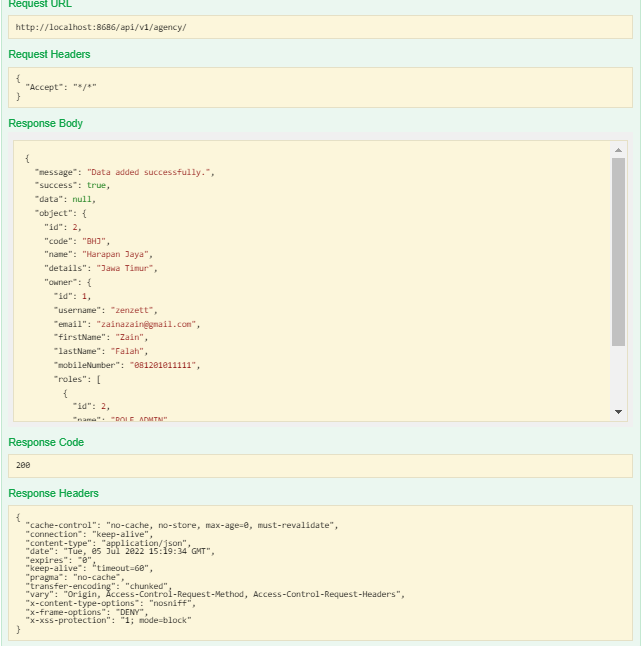 Request URL
http://localhost:8686/api/v1/agency/
Request Headers
{
  "Accept": "*/*"
}
Response Body
{
  "message": "Data added successfully.",
  "success": true,
  "data": null,
  "object": {
    "id": 2,
    "code": "BHJ",
    "name": "Harapan Jaya",
    "details": "Jawa Timur",
    "owner": {
      "id": 1,
      "username": "zenzett",
      "email": "zainazain@gmail.com",
      "firstName": "Zain",
      "lastName": "Falah",
      "mobileNumber": "081201011111",
      "roles": [
        {
          "id": 2,
          "name": "ROLE_ADMIN"
Response Code
200
Response Headers
{
  "cache-control": "no-cache, no-store, max-age=0, must-revalidate",
  "connection": "keep-alive",
  "content-type": "application/json",
  "date": "Tue, 05 Jul 2022 15:19:34 GMT",
  "expires": "0",
  "keep-alive": "timeout=60",
  "pragma": "no-cache",
  "transfer-encoding": "chunked",
  "vary": "Origin, Access-Control-Request-Method, Access-Control-Request-Headers",
  "x-content-type-options": "nosniff",
  "x-frame-options": "DENY",
  "x-xss-protection": "1; mode=block"
}